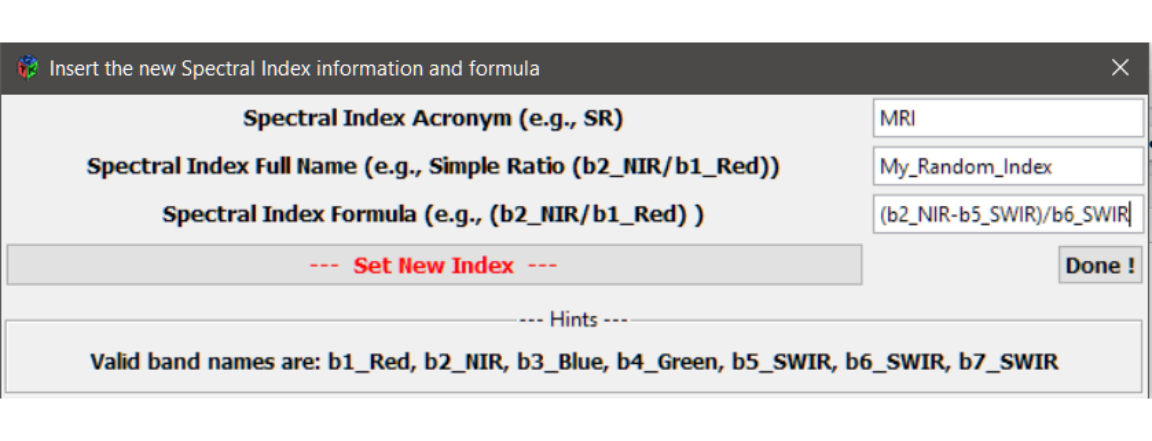 Insert the new Spectral Index information and formula
Spectral Index Acronym (e.g., SR) MRI
Spectral Index Full Name (e.g., Simple Ratio (b2_NIR/b1_Red)) My_Random_Index
Spectral Index Formula (e.g., (b2_NIR/b1_Red) ) (b2_NIR-b5_SWIR)/b6_SWIR
--- Set New Index --- Done !
--- Hints ---
Valid band names are: b1_Red, b2_NIR, b3_Blue, b4_Green, b5_SWIR, b6_SWIR, b7_SWIR